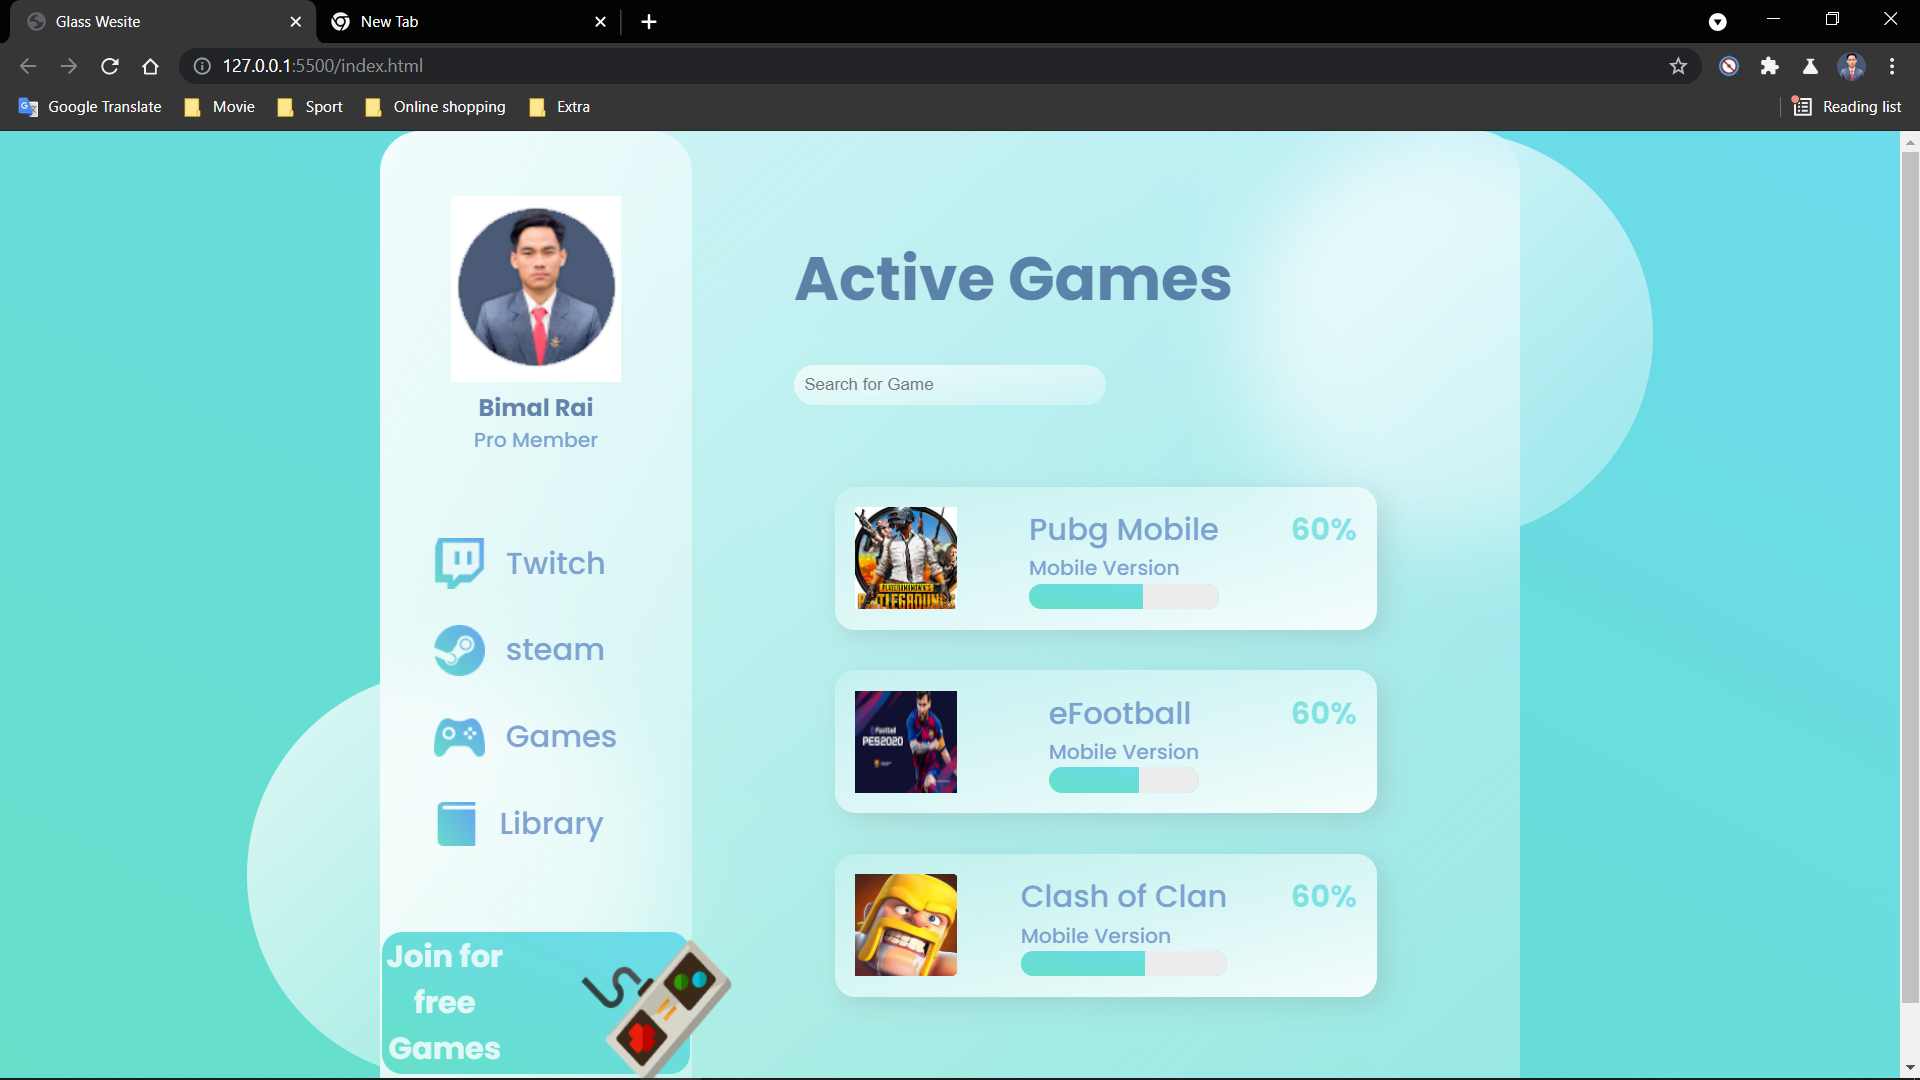 Glass Wesite
New Tab
127.0.0.1:5500/index.html
Google Translate
Movie
Sport
Online shopping
Extra
Reading list
Bimal Rai
Pro Member
Twitch
steam
Games
Library
Join for
free
Games
Active Games
Search for Game
Pubg Mobile
60%
Mobile Version
eFootball
60%
Mobile Version
PES2020
Clash of Clan
60%
Mobile Version